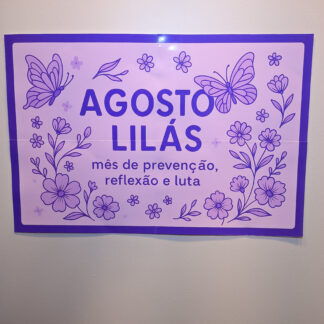 AGOSTO
LILÁS
mês de prevenção,
reflexão e luta